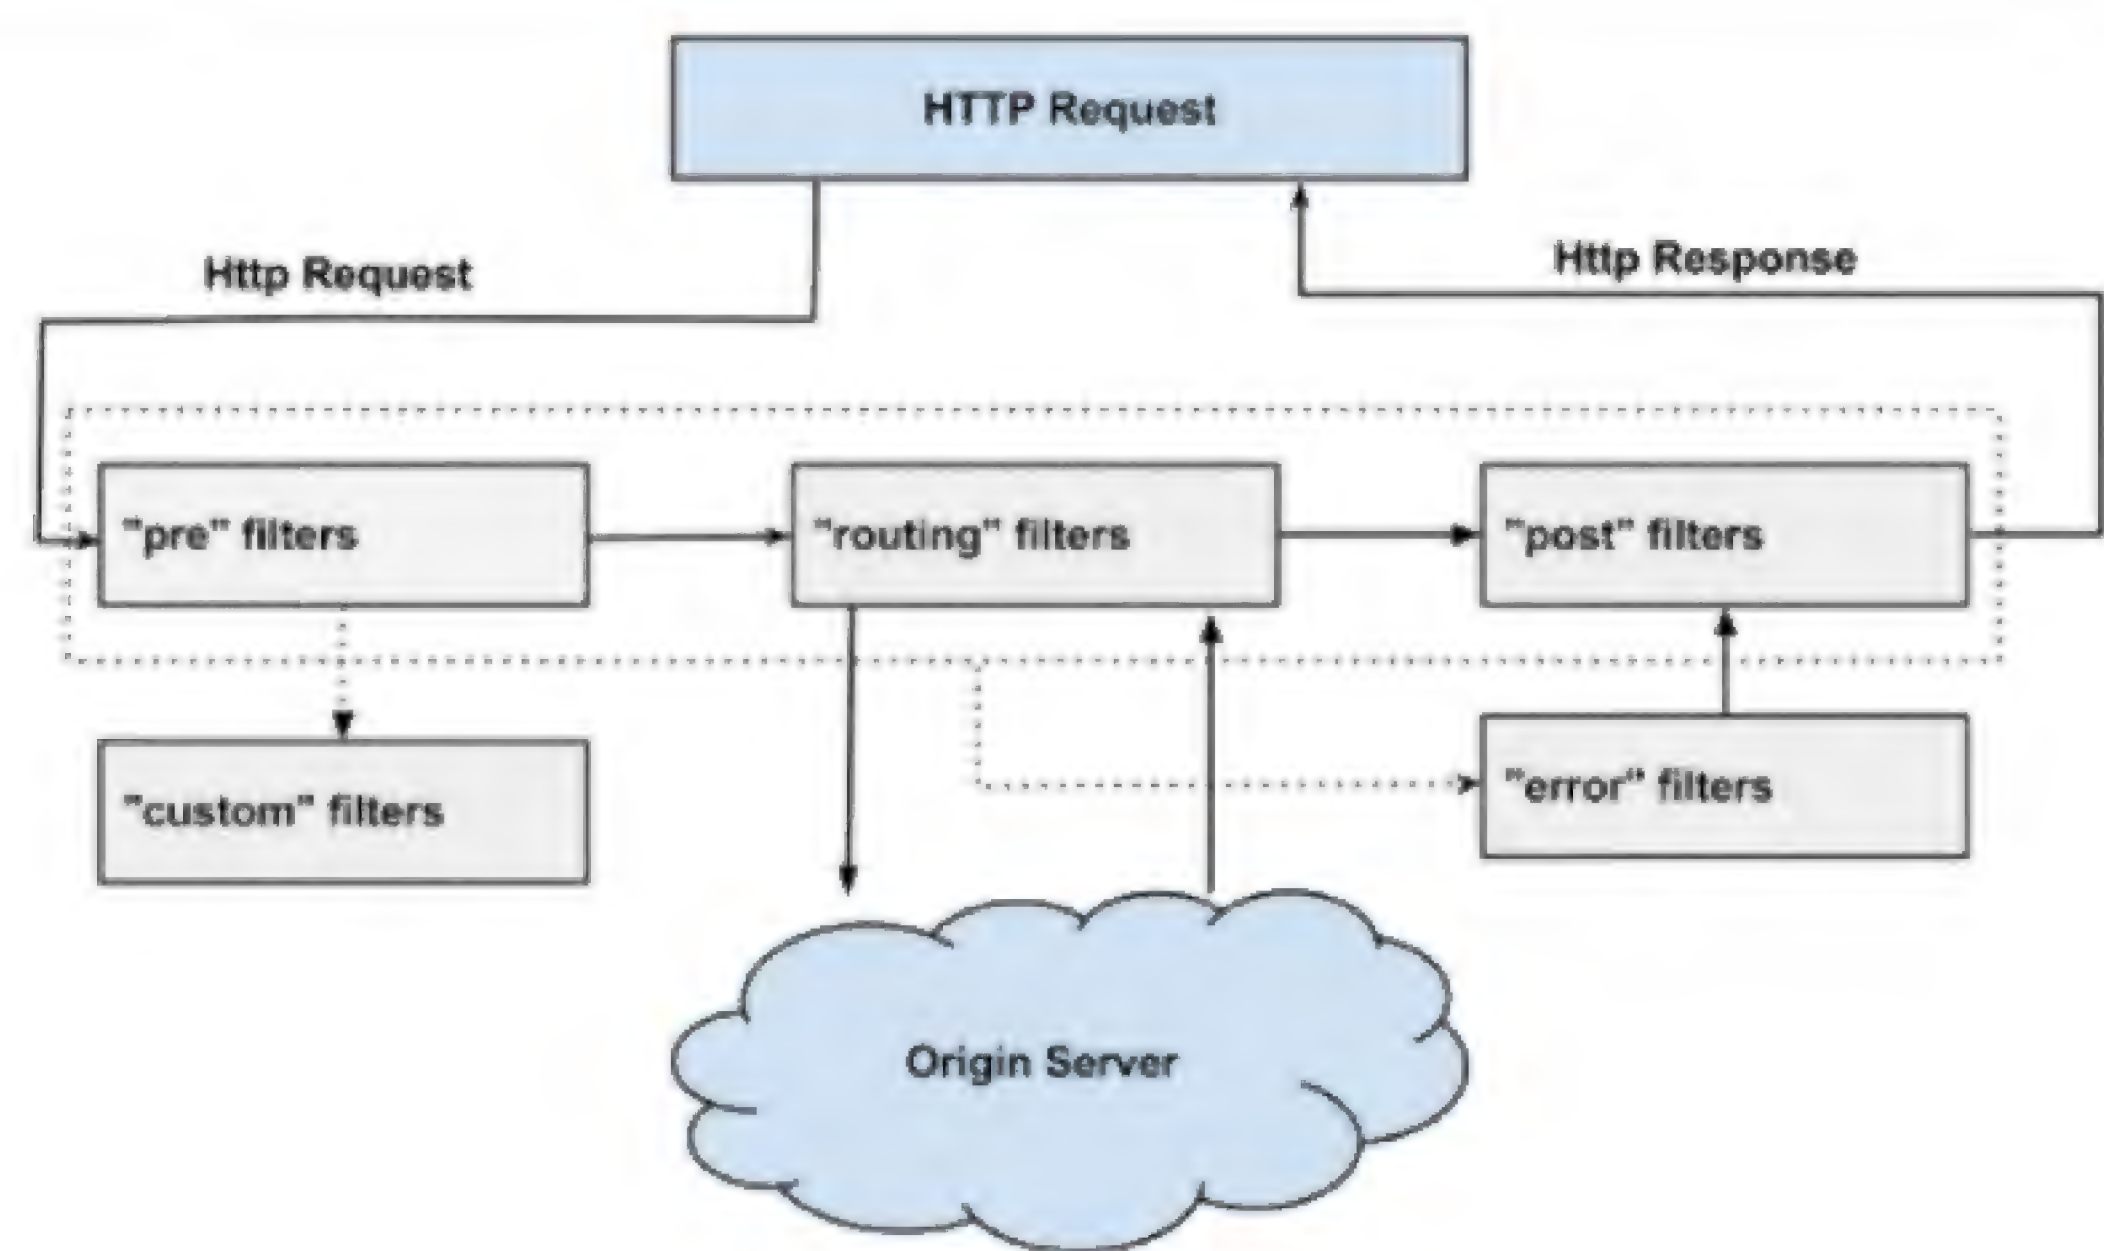 HTTP Request
Http Request
Http Response
"pre" filters
"routing" filters
"post" filters
"custom" filters
"error" filters
Origin Server